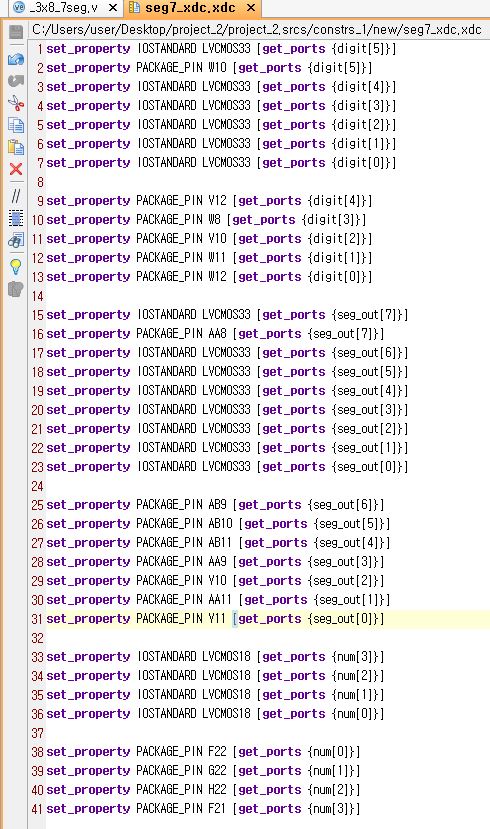 _3x8_7seg.v × seg7_xdc.xdc ×
C:/Users/user/Desktop/project_2/project_2.srcs/constrs_1/new/seg7_xdc.xdc
1 set_property IOSTANDARD LVCMOS33 [get_ports {digit[5]}]
2 set_property PACKAGE_PIN W10 [get_ports {digit[5]}]
3 set_property IOSTANDARD LVCMOS33 [get_ports {digit[4]}]
4 set_property IOSTANDARD LVCMOS33 [get_ports {digit[3]}]
5 set_property IOSTANDARD LVCMOS33 [get_ports {digit[2]}]
6 set_property IOSTANDARD LVCMOS33 [get_ports {digit[1]}]
7 set_property IOSTANDARD LVCMOS33 [get_ports {digit[0]}]
8
9 set_property PACKAGE_PIN V12 [get_ports {digit[4]}]
10 set_property PACKAGE_PIN W8 [get_ports {digit[3]}]
11 set_property PACKAGE_PIN V10 [get_ports {digit[2]}]
12 set_property PACKAGE_PIN W11 [get_ports {digit[1]}]
13 set_property PACKAGE_PIN W12 [get_ports {digit[0]}]
14
15 set_property IOSTANDARD LVCMOS33 [get_ports {seg_out[7]}]
16 set_property PACKAGE_PIN AA8 [get_ports {seg_out[7]}]
17 set_property IOSTANDARD LVCMOS33 [get_ports {seg_out[6]}]
18 set_property IOSTANDARD LVCMOS33 [get_ports {seg_out[5]}]
19 set_property IOSTANDARD LVCMOS33 [get_ports {seg_out[4]}]
20 set_property IOSTANDARD LVCMOS33 [get_ports {seg_out[3]}]
21 set_property IOSTANDARD LVCMOS33 [get_ports {seg_out[2]}]
22 set_property IOSTANDARD LVCMOS33 [get_ports {seg_out[1]}]
23 set_property IOSTANDARD LVCMOS33 [get_ports {seg_out[0]}]
24
25 set_property PACKAGE_PIN AB9 [get_ports {seg_out[6]}]
26 set_property PACKAGE_PIN AB10 [get_ports {seg_out[5]}]
27 set_property PACKAGE_PIN AB11 [get_ports {seg_out[4]}]
28 set_property PACKAGE_PIN AA9 [get_ports {seg_out[3]}]
29 set_property PACKAGE_PIN Y10 [get_ports {seg_out[2]}]
30 set_property PACKAGE_PIN AA11 [get_ports {seg_out[1]}]
31 set_property PACKAGE_PIN Y11 [get_ports {seg_out[0]}]
32
33 set_property IOSTANDARD LVCMOS18 [get_ports {num[3]}]
34 set_property IOSTANDARD LVCMOS18 [get_ports {num[2]}]
35 set_property IOSTANDARD LVCMOS18 [get_ports {num[1]}]
36 set_property IOSTANDARD LVCMOS18 [get_ports {num[0]}]
37
38 set_property PACKAGE_PIN F22 [get_ports {num[0]}]
39 set_property PACKAGE_PIN G22 [get_ports {num[1]}]
40 set_property PACKAGE_PIN H22 [get_ports {num[2]}]
41 set_property PACKAGE_PIN F21 [get_ports {num[3]}]